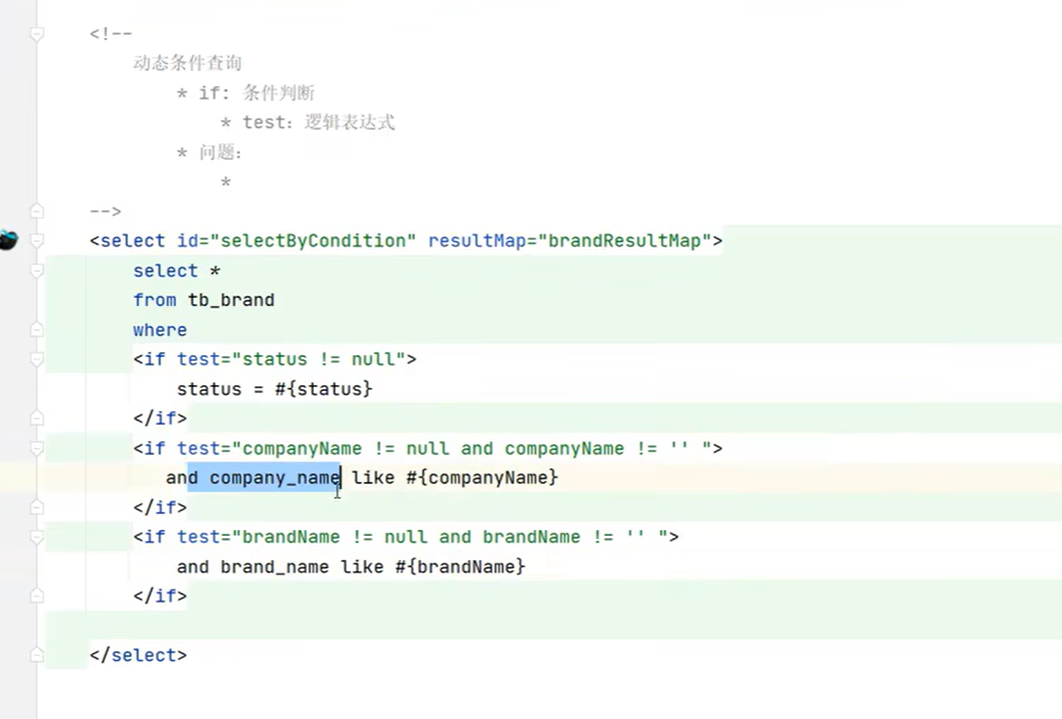 <!--
动态条件查询
* if: 条件判断
* test: 逻辑表达式
* 问题:
*
-->
<select id="selectByCondition" resultMap="brandResultMap">
select *
from tb_brand
where
<if test="status != null">
status = #{status}
</if>
<if test="companyName != null and companyName != '' ">
and company_name like #{companyName}
</if>
<if test="brandName != null and brandName != '' ">
and brand_name like #{brandName}
</if>
</select>